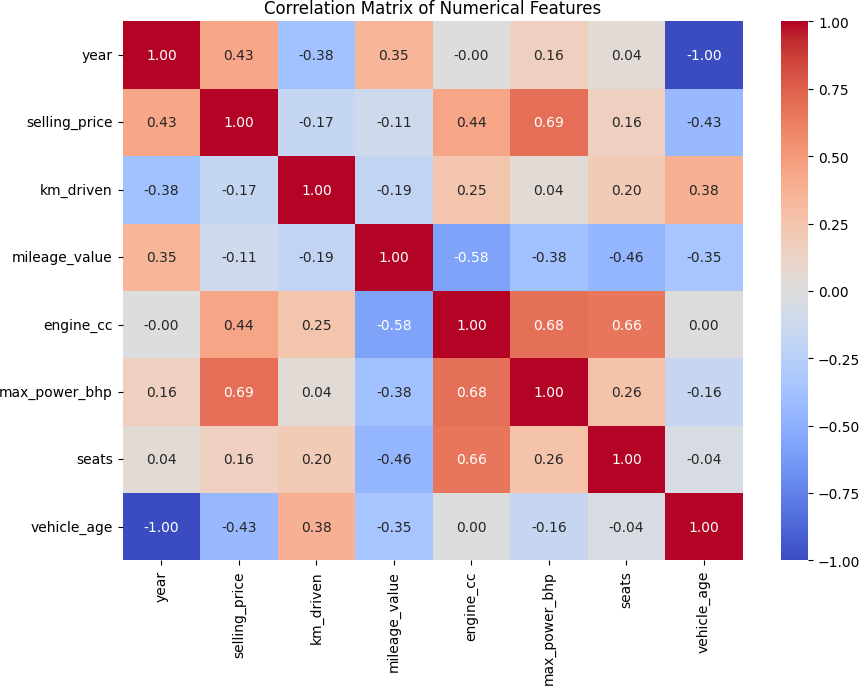 Correlation Matrix of Numerical Features
year 1.00 0.43 -0.38 0.35 -0.00 0.16 0.04 -1.00
selling_price 0.43 1.00 -0.17 -0.11 0.44 0.69 0.16 -0.43
km_driven -0.38 -0.17 1.00 -0.19 0.25 0.04 0.20 0.38
mileage_value 0.35 -0.11 -0.19 1.00 -0.58 -0.38 -0.46 -0.35
engine_cc -0.00 0.44 0.25 -0.58 1.00 0.68 0.66 0.00
max_power_bhp 0.16 0.69 0.04 -0.38 0.68 1.00 0.26 -0.16
seats 0.04 0.16 0.20 -0.46 0.66 0.26 1.00 -0.04
vehicle_age -1.00 -0.43 0.38 -0.35 0.00 -0.16 -0.04 1.00
year
selling_price
km_driven
mileage_value
engine_cc
max_power_bhp
seats
vehicle_age
1.00
0.75
0.50
0.25
0.00
-0.25
-0.50
-0.75
-1.00